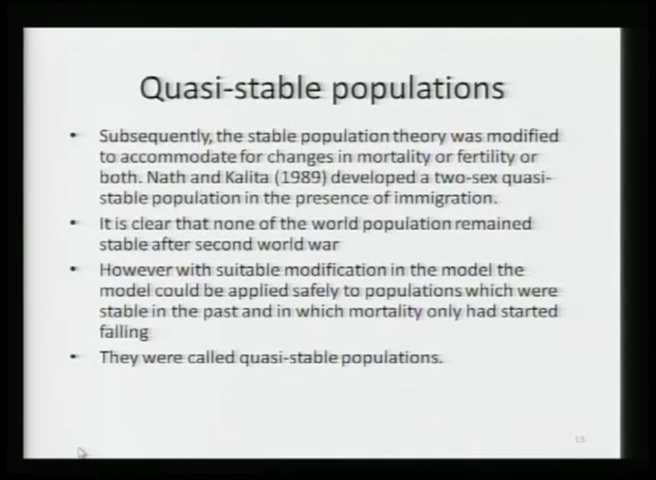 Quasi-stable populations
• Subsequently, the stable population theory was modified
to accommodate for changes in mortality or fertility or
both. Nath and Kalita (1989) developed a two-sex quasi-
stable population in the presence of immigration.
• It is clear that none of the world population remained
stable after second world war
• However with suitable modification in the model the
model could be applied safely to populations which were
stable in the past and in which mortality only had started
falling
• They were called quasi-stable populations.